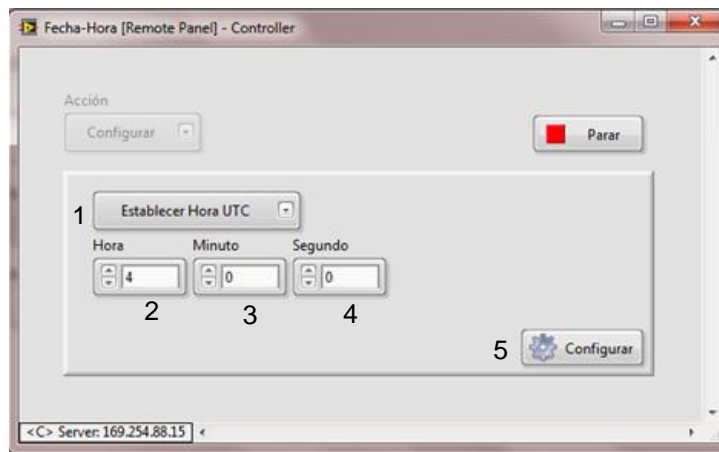 Fecha-Hora [Remote Panel] - Controller
Acción
Configurar
Parar
1 Establecer Hora UTC
Hora Minuto Segundo
4 0 0
2 3 4
5 Configurar
<C> Server: 169.254.88.15